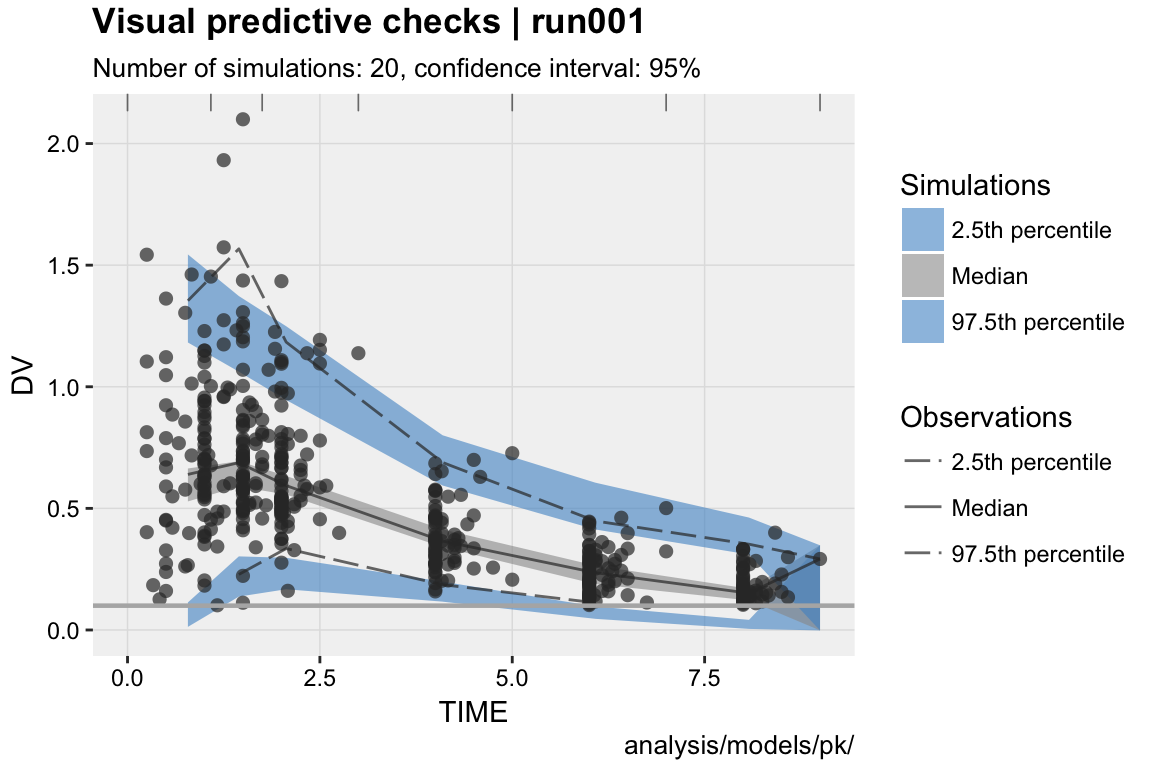 Visual predictive checks | run001
Number of simulations: 20, confidence interval: 95%
2.0
1.5
1.0
0.5
0.0
DV
0.0 2.5 5.0 7.5
TIME
analysis/models/pk/
Simulations
2.5th percentile
Median
97.5th percentile
Observations
2.5th percentile
Median
97.5th percentile